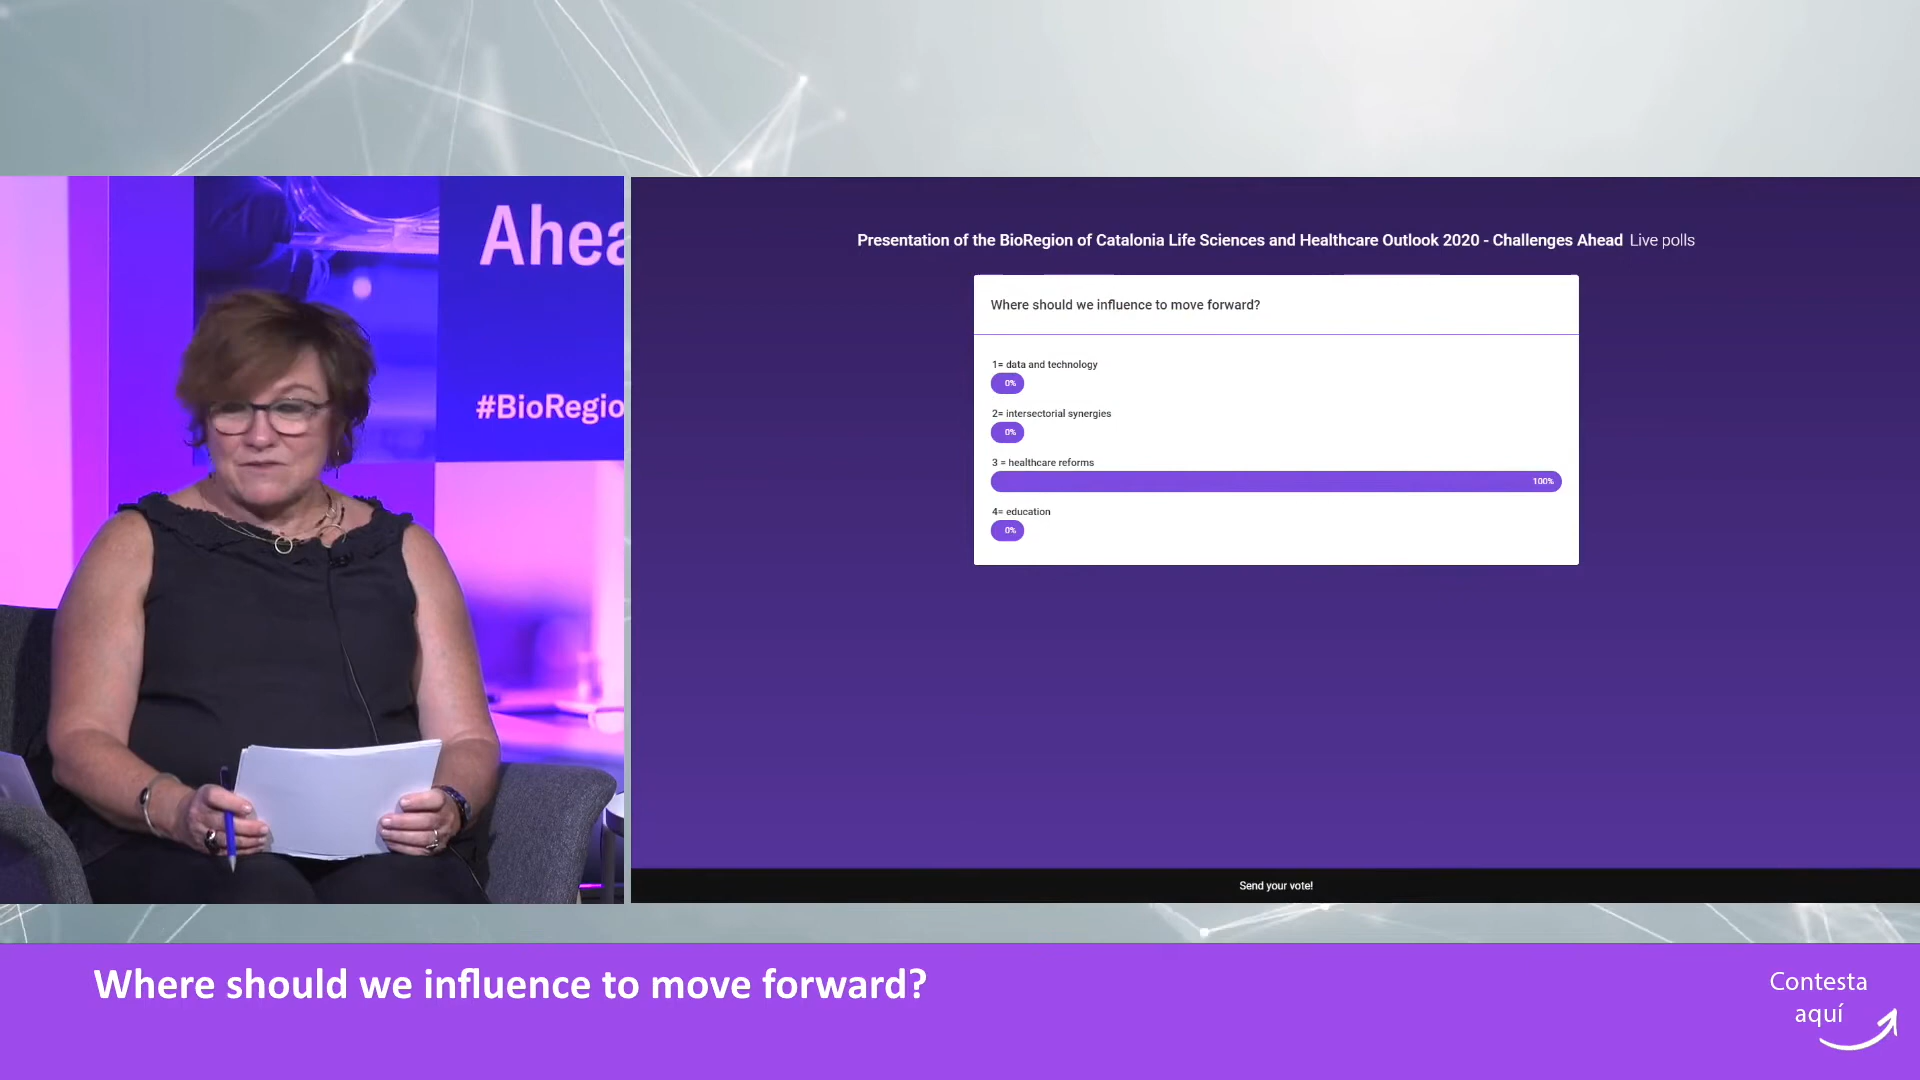 Ahea
#BioRegio
Presentation of the BioRegion of Catalonia Life Sciences and Healthcare Outlook 2020 - Challenges Ahead Live polls
Where should we influence to move forward?
1= data and technology
0%
2= intersectorial synergies
0%
3 = healthcare reforms
100%
4= education
0%
Send your vote!
Where should we influence to move forward?
Contesta
aquí